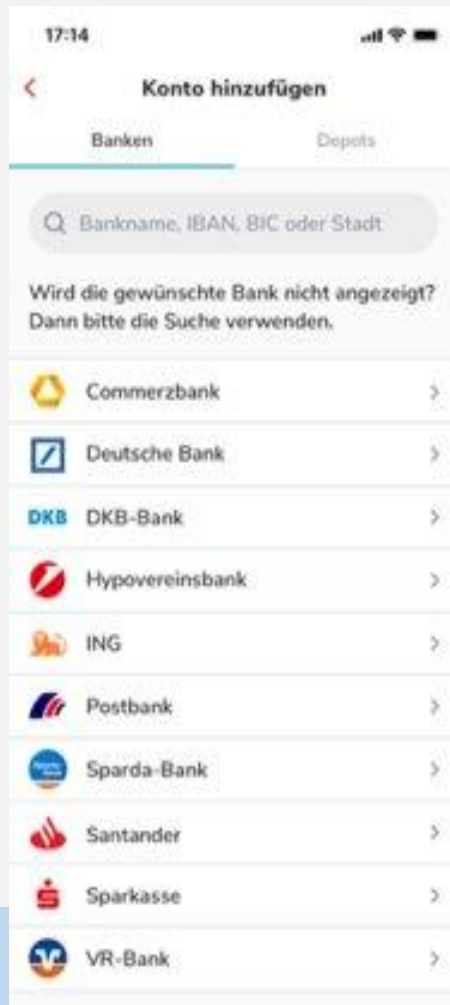 17:14
Konto hinzufügen
Banken Depots
Bankname, IBAN, BIC oder Stadt
Wird die gewünschte Bank nicht angezeigt?
Dann bitte die Suche verwenden.
Commerzbank
Deutsche Bank
DKB DKB-Bank
Hypovereinsbank
ING
Postbank
Sparda-Bank
Santander
Sparkasse
VR-Bank